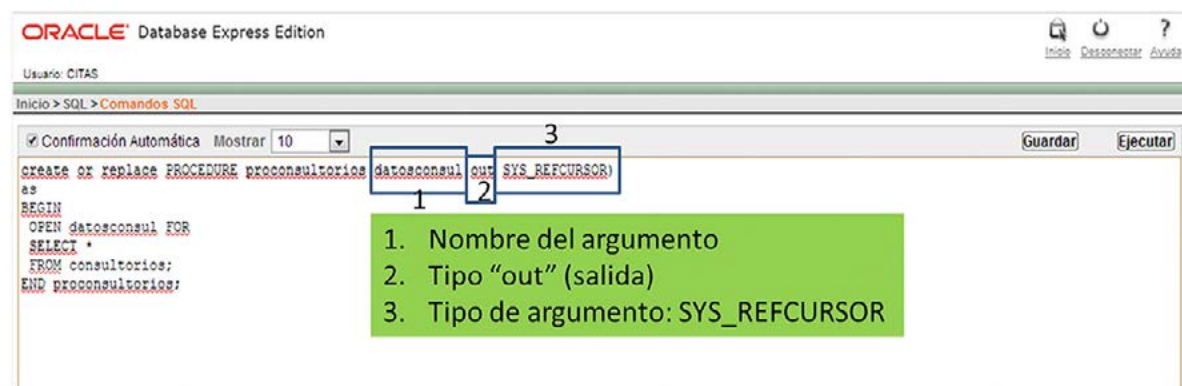 ORACLE Database Express Edition
Inicio Desconectar Ayuda
Usuario: CITAS
Inicio > SQL > Comandos SQL
Confirmación Automática Mostrar 10
3
Guardar Ejecutar
create or replace PROCEDURE proconsultorios datosconsul out SYS_REFCURSOR)
1 2
as
BEGIN
OPEN datosconsul FOR
SELECT *
FROM consultorios;
END proconsultorios;
1. Nombre del argumento
2. Tipo “out” (salida)
3. Tipo de argumento: SYS_REFCURSOR